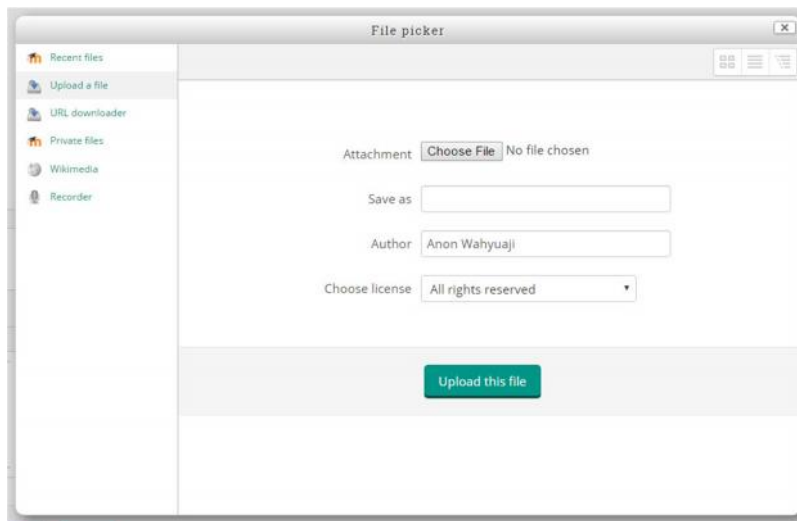 File picker
Recent files
Upload a file
URL downloader
Private files
Wikimedia
Recorder
Attachment Choose File No file chosen
Save as
Author Anon Wahyuaji
Choose license All rights reserved
Upload this file